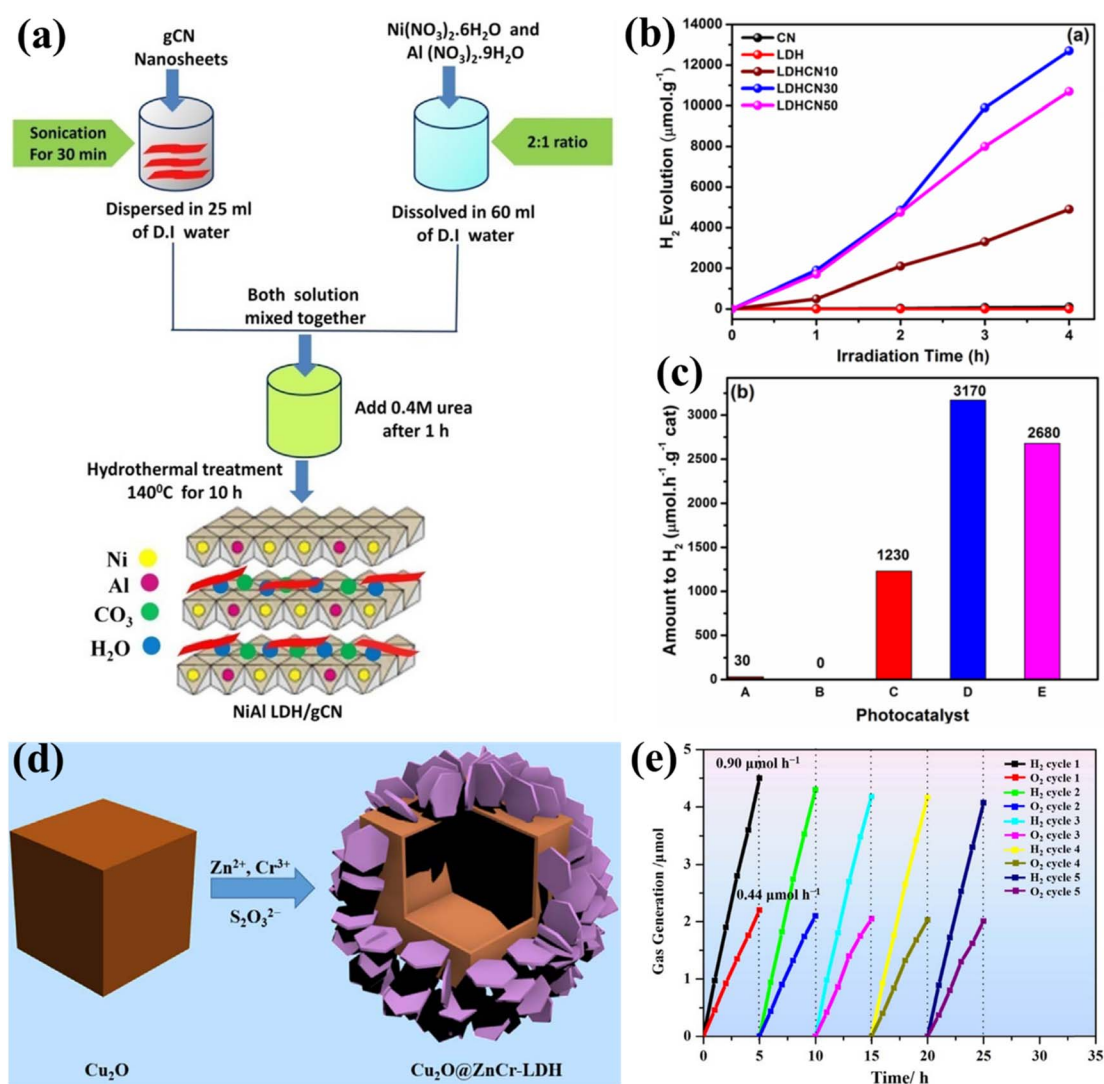 (a)
gCN
Nanosheets
Ni(NO₃)₂.6H₂O and
Al (NO₃)₂.9H₂O
Sonication
For 30 min
2:1 ratio
Dispersed in 25 ml
of D.I water
Dissolved in 60 ml
of D.I water
Both solution
mixed together
Add 0.4M urea
after 1 h
Hydrothermal treatment
140⁰C for 10 h
Ni
Al
CO₃
H₂O
NiAl LDH/gCN
(b)
(a)
CN
LDH
LDHCN10
LDHCN30
LDHCN50
H₂ Evolution (μmol.g⁻¹)
14000
12000
10000
8000
6000
4000
2000
0
0 1 2 3 4
Irradiation Time (h)
(c)
(b)
Amount to H₂ (μmol.h⁻¹.g⁻¹ cat)
3000
2500
2000
1500
1000
500
0
30
0
1230
3170
2680
A B C D E
Photocatalyst
(d)
Zn²⁺, Cr³⁺
S₂O₃²⁻
Cu₂O
Cu₂O@ZnCr-LDH
(e)
Gas Generation /μmol
5
4
3
2
1
0
0.90 μmol h⁻¹
0.44 μmol h⁻¹
H₂ cycle 1
O₂ cycle 1
H₂ cycle 2
O₂ cycle 2
H₂ cycle 3
O₂ cycle 3
H₂ cycle 4
O₂ cycle 4
H₂ cycle 5
O₂ cycle 5
0 5 10 15 20 25 30 35
Time/ h